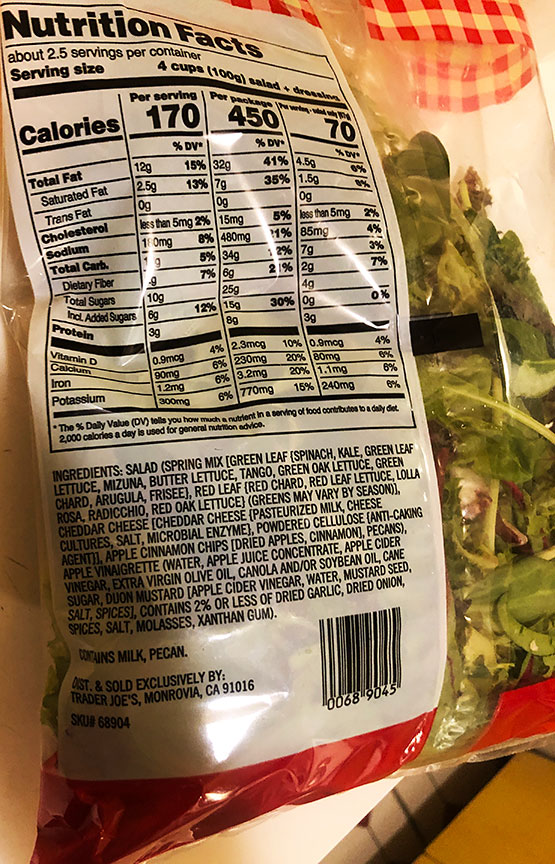 Nutrition Facts
about 2.5 servings per container
Serving size 4 cups (100g) salad + dressing
Calories Per serving 170 Per package 450 Per serving - salad only 70
% DV* % DV* % DV*
Total Fat 12g 15% 32g 41% 4.5g 6%
Saturated Fat 2.5g 13% 7g 35% 1.5g
Trans Fat 0g 0g 0g
Cholesterol less than 5mg 2% 15mg 5% less than 5mg 2%
Sodium 180mg 8% 480mg 21% 85mg 4%
Total Carb. 5% 34g 12% 7g 3%
Dietary Fiber 7% 6g 21% 2g 7%
Total Sugars 10g 25g 4g
Incl. Added Sugars 6g 12% 15g 30% 0g 0%
Protein 3g 8g 3g
Vitamin D 0.9mcg 4% 2.3mcg 10% 0.9mcg 4%
Calcium 90mg 6% 230mg 20% 80mg 6%
Iron 1.2mg 6% 3.2mg 20% 1.1mg 6%
Potassium 300mg 6% 770mg 15% 240mg 6%
* The % Daily Value (DV) tells you how much a nutrient in a serving of food contributes to a daily diet.
2,000 calories a day is used for general nutrition advice.
INGREDIENTS: SALAD (SPRING MIX [GREEN LEAF {SPINACH, KALE, GREEN LEAF
LETTUCE, MIZUNA, BUTTER LETTUCE, TANGO, GREEN OAK LETTUCE, GREEN
CHARD, ARUGULA, FRISEE}, RED LEAF {RED CHARD, RED LEAF LETTUCE, LOLLA
ROSA, RADICCHIO, RED OAK LETTUCE} (GREENS MAY VARY BY SEASON)],
CHEDDAR CHEESE [CHEDDAR CHEESE {PASTEURIZED MILK, CHEESE
CULTURES, SALT, MICROBIAL ENZYME}, POWDERED CELLULOSE {ANTI-CAKING
AGENT}], APPLE CINNAMON CHIPS [DRIED APPLES, CINNAMON], PECANS),
APPLE VINAIGRETTE (WATER, APPLE JUICE CONCENTRATE, APPLE CIDER
VINEGAR, EXTRA VIRGIN OLIVE OIL, CANOLA AND/OR SOYBEAN OIL, CANE
SUGAR, DIJON MUSTARD [APPLE CIDER VINEGAR, WATER, MUSTARD SEED,
SALT, SPICES], CONTAINS 2% OR LESS OF DRIED GARLIC, DRIED ONION,
SPICES, SALT, MOLASSES, XANTHAN GUM).
CONTAINS MILK, PECAN.
DIST. & SOLD EXCLUSIVELY BY:
TRADER JOE'S, MONROVIA, CA 91016
SKU# 68904
0068 9045